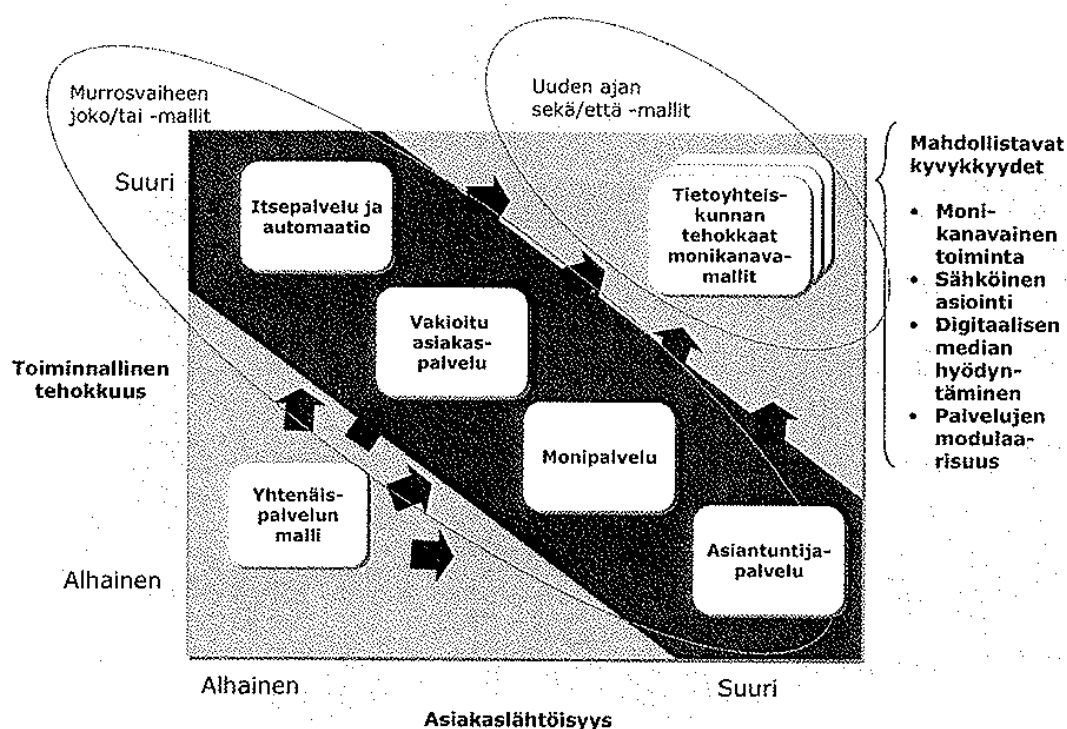 Murrosvaiheen
joko/tai -mallit
Uuden ajan
sekä/että -mallit
Mahdollistavat
kyvykkyydet
• Moni-
kanavainen
toiminta
• Sähköinen
asiointi
• Digitaalisen
median
hyödyn-
täminen
• Palvelujen
modulaa-
risuus
Suuri
Itsepalvelu ja
automaatio
Tietoyhteis-
kunnan
tehokkaat
monikanava-
mallit
Vakioitu
asiakas-
palvelu
Toiminnallinen
tehokkuus
Monipalvelu
Yhtenäis-
palvelun
malli
Asiantuntija-
palvelu
Alhainen
Alhainen
Suuri
Asiakaslähtöisyys